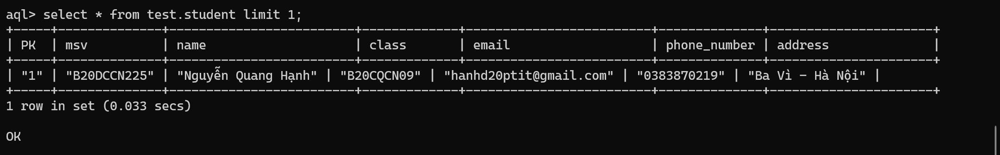 aql> select * from test.student limit 1;
+-----+--------------+-------------------------+-------------+-------------------------+--------------+----------------------+
| PK  | msv          | name                    | class       | email                   | phone_number | address              |
+-----+--------------+-------------------------+-------------+-------------------------+--------------+----------------------+
| "1" | "B20DCCN225" | "Nguyễn Quang Hạnh" | "B20CQCN09" | "hanhd20ptit@gmail.com" | "0383870219" | "Ba Vì - Hà Nội" |
+-----+--------------+-------------------------+-------------+-------------------------+--------------+----------------------+
1 row in set (0.033 secs)
OK